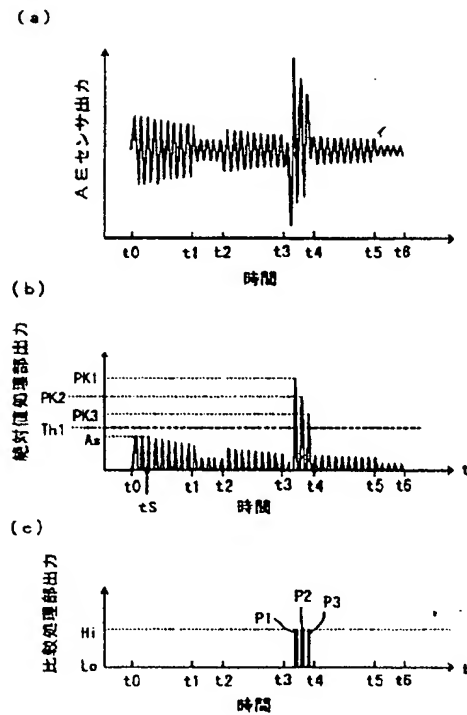 (a)
AEセンサ出力
t0 t1 t2 t3 t4 t5 t6 t
時間
(b)
絶対値処理部出力
PK1
PK2
PK3
Th1
As
t0 t1 t2 t3 t4 t5 t6 t
tS
時間
(c)
比較処理部出力
P1 P2 P3
Hi
Lo
t0 t1 t2 t3 t4 t5 t6 t
時間